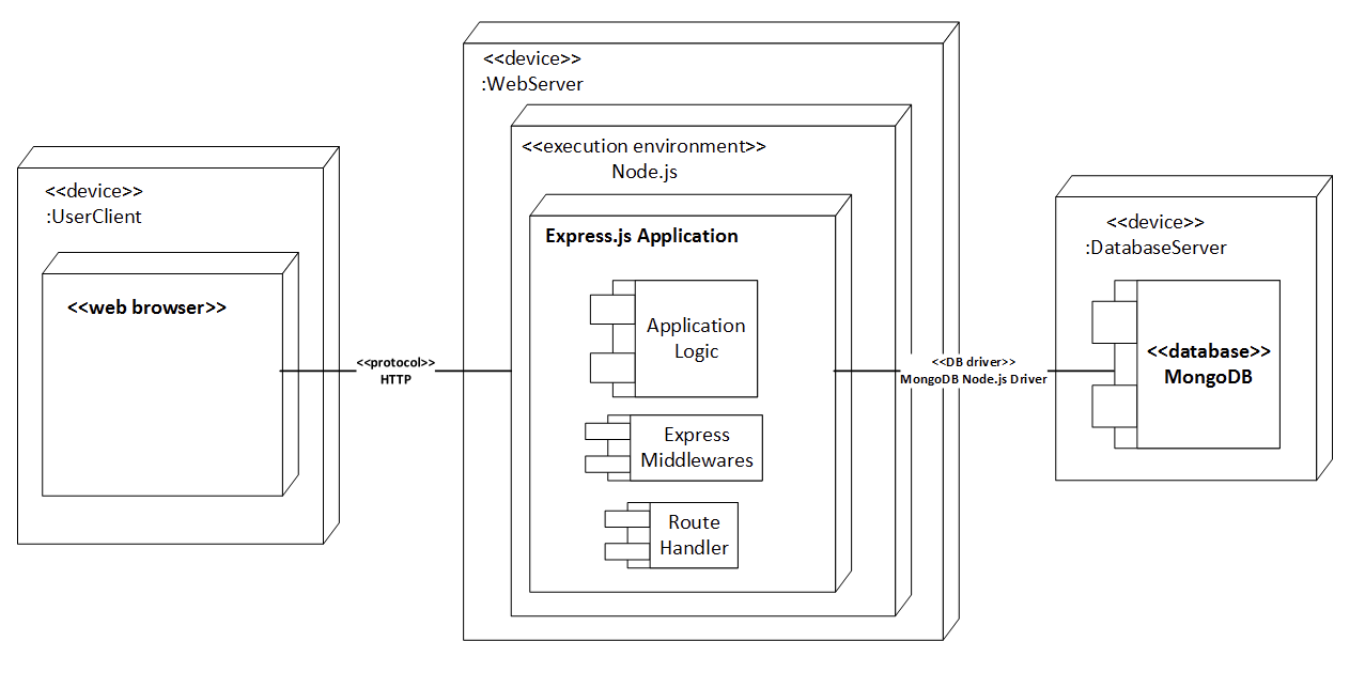 <<device>>
:UserClient
<<web browser>>
<<protocol>>
HTTP
<<device>>
:WebServer
<<execution environment>>
Node.js
Express.js Application
Application
Logic
Express
Middlewares
Route
Handler
<<DB driver>>
MongoDB Node.js Driver
<<device>>
:DatabaseServer
<<database>>
MongoDB